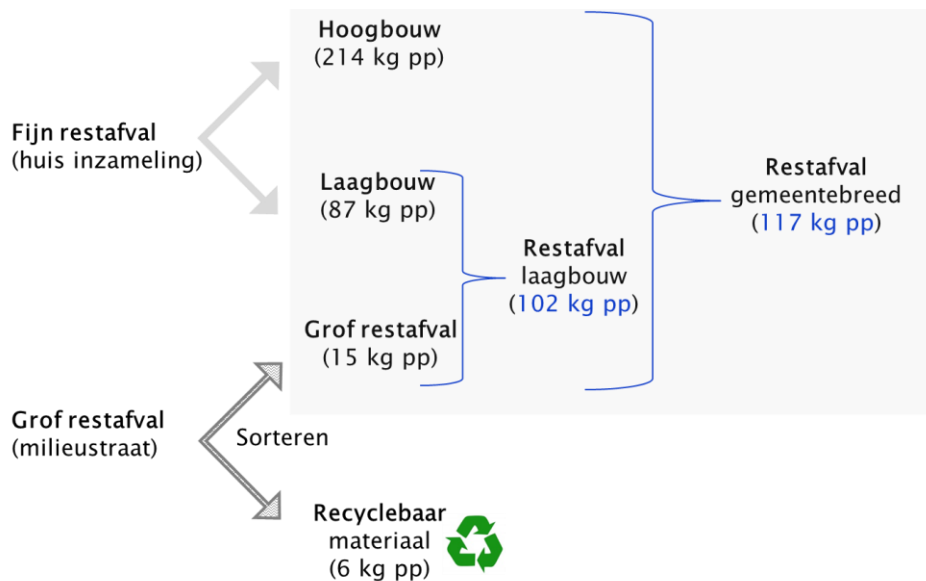 Hoogbouw
(214 kg pp)
Fijn restafval
(huis inzameling)
Laagbouw
(87 kg pp)
Restafval
gemeentebreed
(117 kg pp)
Restafval
laagbouw
(102 kg pp)
Grof restafval
(15 kg pp)
Grof restafval
(milieustraat)
Sorteren
Recyclebaar
materiaal
(6 kg pp)